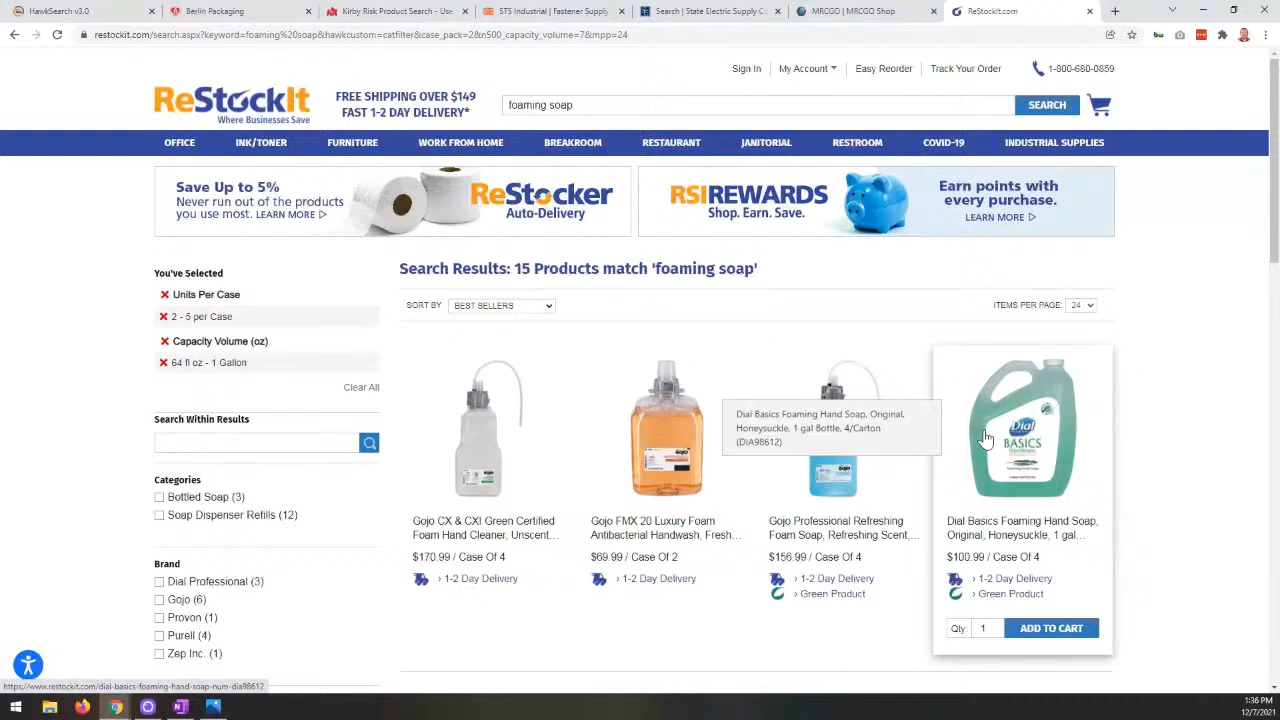 HawkSearch v3.0
Berlin Packaging
Kirby Risk Product Search - Use
STS Industrial | Fastener Supply
Search | State Electric Supply Co
MRCGO | MRCGO Shop
ReStockIt.com
restockit.com/search.aspx?keyword=foaming%20soap&hawkcustom=catfilter&case_pack=2&n500_capacity_volume=7&mpp=24
Sign In
My Account
Easy Reorder
Track Your Order
1-800-680-0859
ReStockIt
Where Businesses Save
FREE SHIPPING OVER $149
FAST 1-2 DAY DELIVERY*
foaming soap
SEARCH
OFFICE
INK/TONER
FURNITURE
WORK FROM HOME
BREAKROOM
RESTAURANT
JANITORIAL
RESTROOM
COVID-19
INDUSTRIAL SUPPLIES
Save Up to 5%
Never run out of the products
you use most. LEARN MORE
ReStocker
Auto-Delivery
RSIREWARDS
Shop. Earn. Save.
Earn points with
every purchase.
LEARN MORE
You've Selected
Units Per Case
2 - 5 per Case
Capacity Volume (oz)
64 fl oz - 1 Gallon
Clear All
Search Within Results
Categories
Bottled Soap (3)
Soap Dispenser Refills (12)
Brand
Dial Professional (3)
Gojo (6)
Provon (1)
Purell (4)
Zep Inc. (1)
Search Results: 15 Products match 'foaming soap'
SORT BY
BEST SELLERS
ITEMS PER PAGE:
24
GOJO
GOJO
GOJO
Dial
BASICS
Dial Basics Foaming Hand Soap, Original,
Honeysuckle, 1 gal Bottle, 4/Carton
(DIA98612)
Gojo CX & CXI Green Certified
Foam Hand Cleaner, Unscent...
$170.99 / Case Of 4
› 1-2 Day Delivery
Gojo FMX 20 Luxury Foam
Antibacterial Handwash, Fresh...
$69.99 / Case Of 2
› 1-2 Day Delivery
Gojo Professional Refreshing
Foam Soap, Refreshing Scent,...
$156.99 / Case Of 4
› 1-2 Day Delivery
› Green Product
Dial Basics Foaming Hand Soap,
Original, Honeysuckle, 1 gal...
$100.99 / Case Of 4
› 1-2 Day Delivery
› Green Product
Qty:
1
ADD TO CART
https://www.restockit.com/dial-basics-foaming-hand-soap-num-dia98612
1:36 PM
12/7/2021